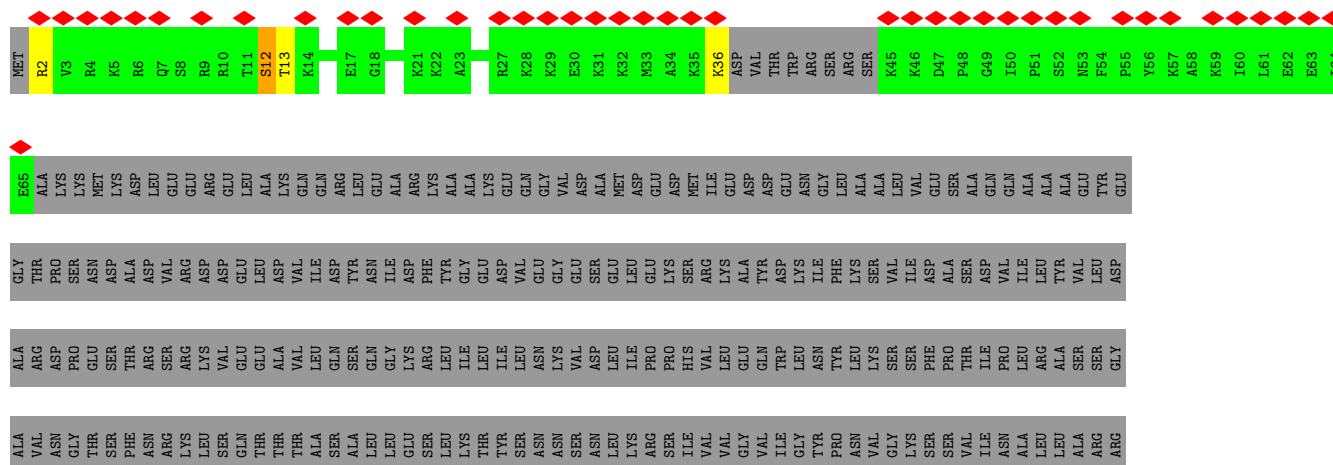 MET R2 V3 R4 K5 R6 Q7 S8 R9 R10 T11 S12 T13 K14 E17 G18 K21 K22 A23 R27 K28 K29 E30 K31 K32 M33 A34 K35 K36 ASP VAL THR TRP ARG SER ARG SER K45 K46 D47 P48 G49 I50 P51 S52 N53 F54 P55 Y56 K57 A58 K59 I60 L61 E62 E63
E65 ALA LYS LYS MET LYS ASP LEU GLU GLU ARG GLU LEU ALA LYS GLN GLN ARG LEU GLU ALA ARG LYS ALA ALA LYS GLU GLN GLY VAL ASP ALA MET ASP GLU ASP MET ILE GLU ASP ASP GLU ASN GLY LEU ALA ALA LEU VAL GLU SER ALA GLN GLN ALA ALA ALA GLU TYR GLU
GLY THR PRO SER ASN ASP ALA ASP VAL ARG ASP ASP GLU LEU ASP VAL ILE ASP TYR ASN ILE ASP PHE TYR GLY GLU ASP VAL GLU GLY GLU SER GLU LEU GLU LYS SER ARG LYS ALA TYR ASP LYS ILE PHE LYS SER VAL ILE ASP ALA SER ASP VAL ILE LEU TYR VAL LEU ASP
ALA ARG ASP PRO GLU SER THR ARG SER ARG LYS VAL GLU GLU ALA VAL LEU GLN SER GLN GLY LYS ARG LEU ILE LEU ILE LEU ASN LYS VAL ASP LEU ILE PRO PRO HIS VAL LEU GLU GLN TRP LEU ASN TYR LEU LYS SER SER PHE PRO THR ILE PRO LEU ARG ALA SER SER GLY
ALA VAL ASN GLY THR SER PHE ASN ARG LYS LEU SER GLN THR THR THR ALA SER ALA LEU LEU GLU SER LEU LYS THR TYR SER ASN ASN SER ASN LEU LYS ARG SER ILE VAL VAL GLY VAL ILE GLY TYR PRO ASN VAL GLY LYS SER SER VAL ILE ASN ALA LEU LEU ALA ARG ARG